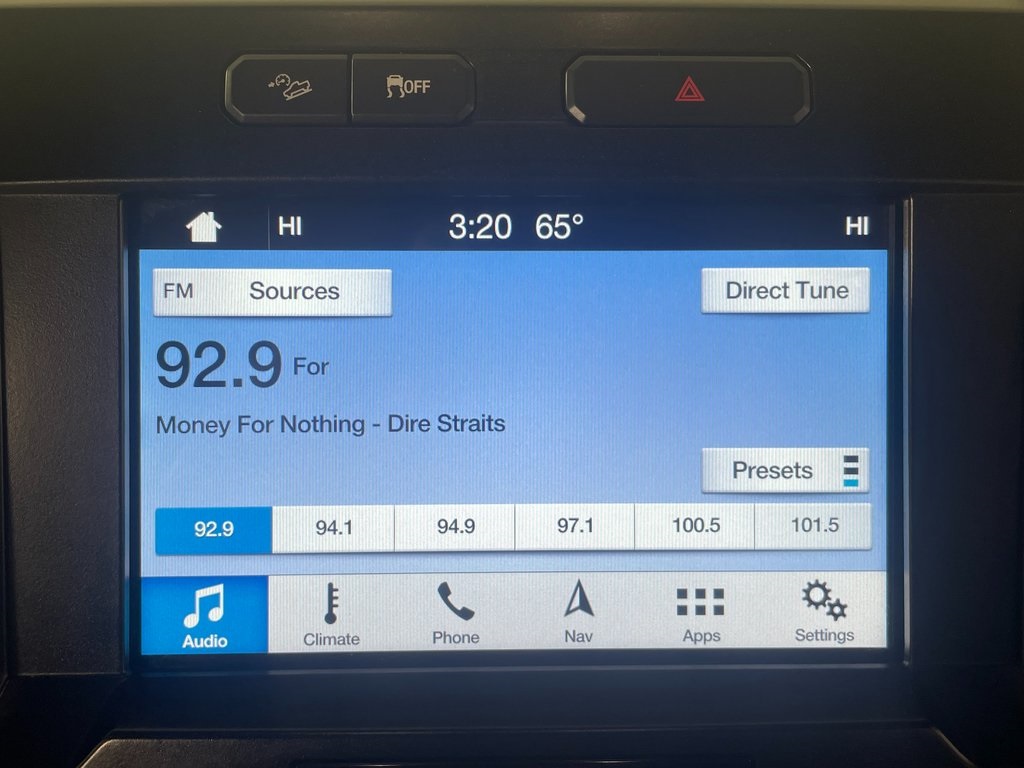 OFF
HI 3:20 65° HI
FM Sources Direct Tune
92.9 For
Money For Nothing - Dire Straits
Presets
92.9 94.1 94.9 97.1 100.5 101.5
Audio Climate Phone Nav Apps Settings